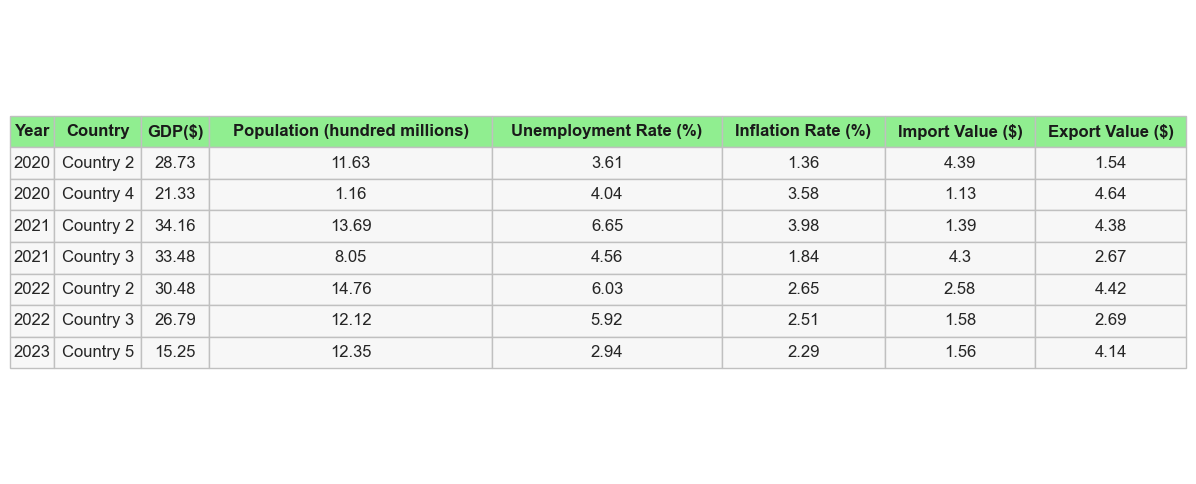 Year Country GDP($) Population (hundred millions) Unemployment Rate (%) Inflation Rate (%) Import Value ($) Export Value ($)
2020 Country 2 28.73 11.63 3.61 1.36 4.39 1.54
2020 Country 4 21.33 1.16 4.04 3.58 1.13 4.64
2021 Country 2 34.16 13.69 6.65 3.98 1.39 4.38
2021 Country 3 33.48 8.05 4.56 1.84 4.3 2.67
2022 Country 2 30.48 14.76 6.03 2.65 2.58 4.42
2022 Country 3 26.79 12.12 5.92 2.51 1.58 2.69
2023 Country 5 15.25 12.35 2.94 2.29 1.56 4.14